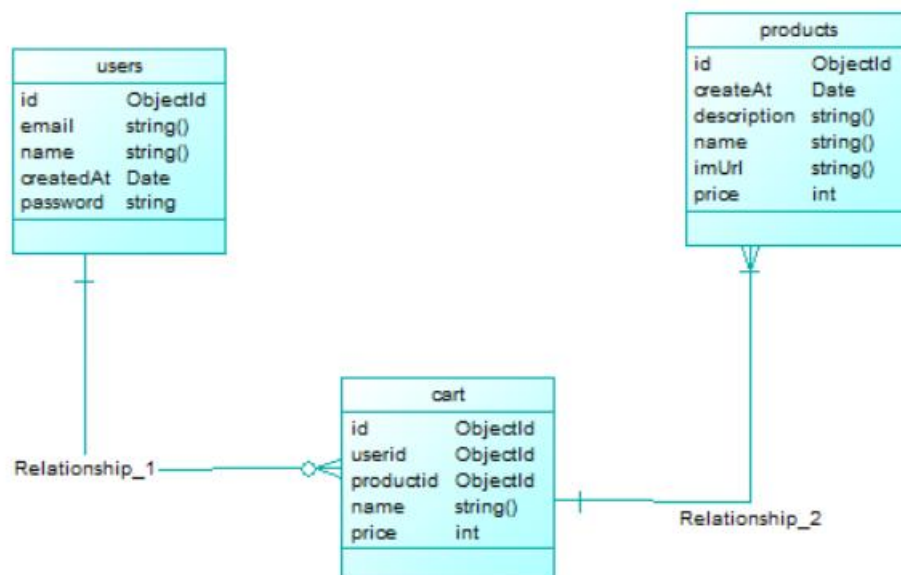 users
id ObjectId
email string()
name string()
createdAt Date
password string
products
id ObjectId
createAt Date
description string()
name string()
imUrl string()
price int
cart
id ObjectId
userid ObjectId
productid ObjectId
name string()
price int
Relationship_1
Relationship_2